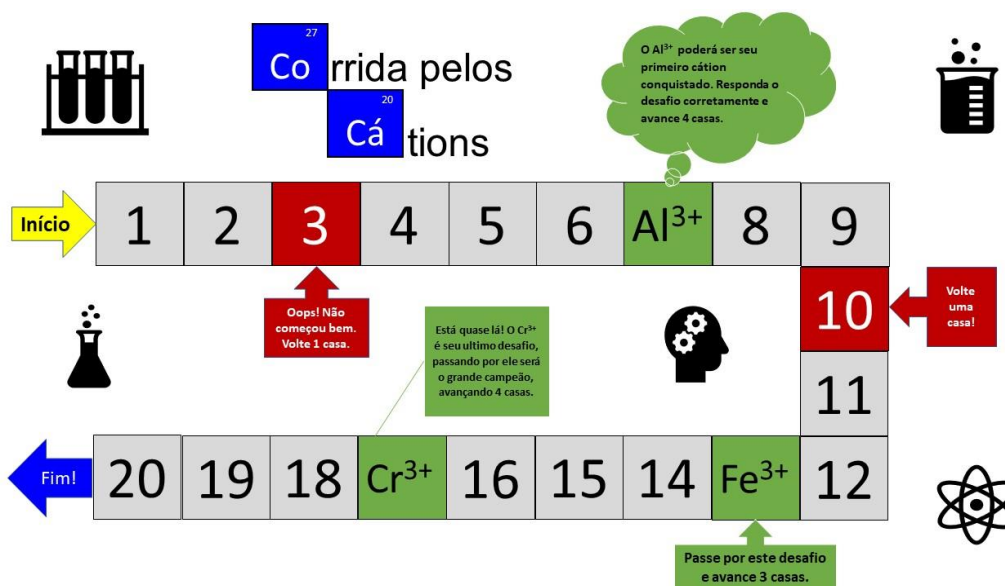 27
Co rrida pelos
20
Cá tions
O Al³⁺ poderá ser seu
primeiro cátion
conquistado. Responda o
desafio corretamente e
avance 4 casas.
Início
1 2 3 4 5 6 Al³⁺ 8 9
Oops! Não
começou bem.
Volte 1 casa.
Está quase lá! O Cr³⁺
é seu ultimo desafio,
passando por ele será
o grande campeão,
avançando 4 casas.
10
Volte
uma
casa!
11
Fim!
20 19 18 Cr³⁺ 16 15 14 Fe³⁺ 12
Passe por este desafio
e avance 3 casas.